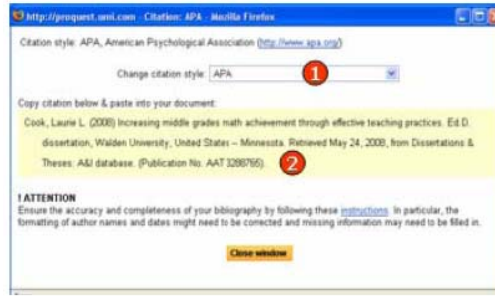 http://proquest.umi.com - Citation: APA - Mozilla Firefox
Citation style: APA, American Psychological Association (http://www.apa.org/)
Change citation style: APA
1
Copy citation below & paste into your document:
Cook, Laurie L. (2008) Increasing middle grades math achievement through effective teaching practices. Ed.D.
dissertation, Walden University, United States -- Minnesota. Retrieved May 24, 2008, from Dissertations &
Theses: A&I database. (Publication No. AAT 3288765).
2
! ATTENTION
Ensure the accuracy and completeness of your bibliography by following these instructions. In particular, the
formatting of author names and dates might need to be corrected and missing information may need to be filled in.
Close window